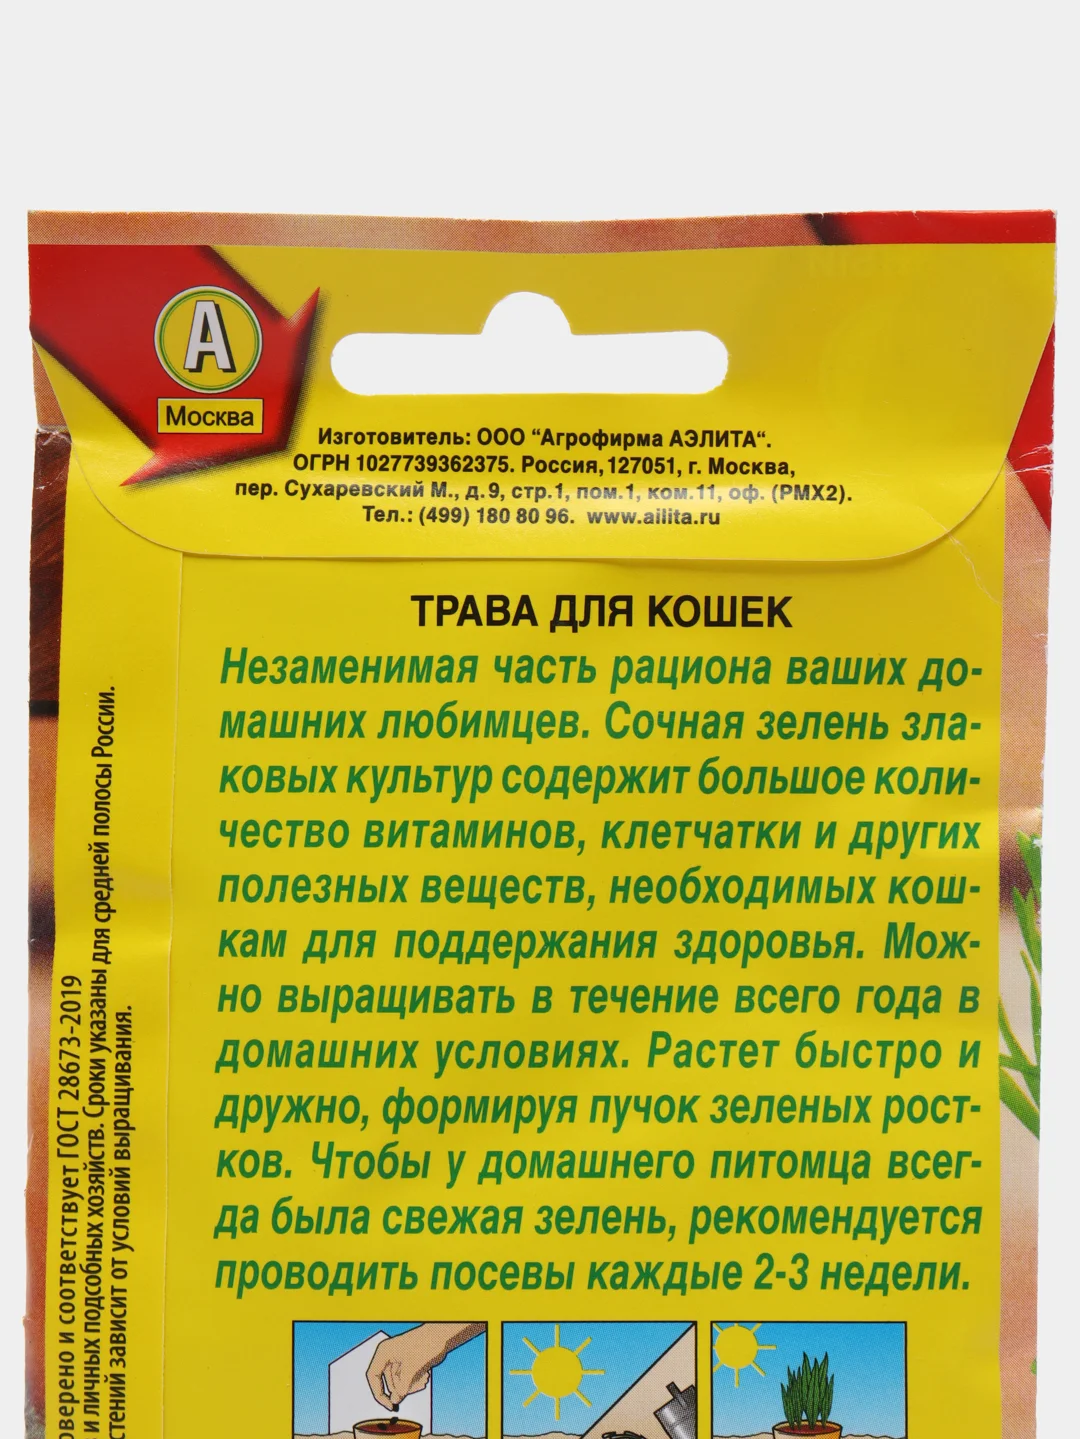 А
Москва
Изготовитель: ООО “Агрофирма АЭЛИТА“.
ОГРН 1027739362375. Россия, 127051, г. Москва,
пер. Сухаревский М., д.9, стр.1, пом.1, ком.11, оф. (РМХ2).
Тел.: (499) 180 80 96. www.ailita.ru
ТРАВА ДЛЯ КОШЕК
Незаменимая часть рациона ваших до-
машних любимцев. Сочная зелень зла-
ковых культур содержит большое коли-
чество витаминов, клетчатки и других
полезных веществ, необходимых кош-
кам для поддержания здоровья. Мож-
но выращивать в течение всего года в
домашних условиях. Растет быстро и
дружно, формируя пучок зеленых рост-
ков. Чтобы у домашнего питомца всег-
да была свежая зелень, рекомендуется
проводить посевы каждые 2-3 недели.
и соответствует ГОСТ 28673-2019
и личных подсобных хозяйств. Сроки указаны для средней полосы России.
зависит от условий выращивания.